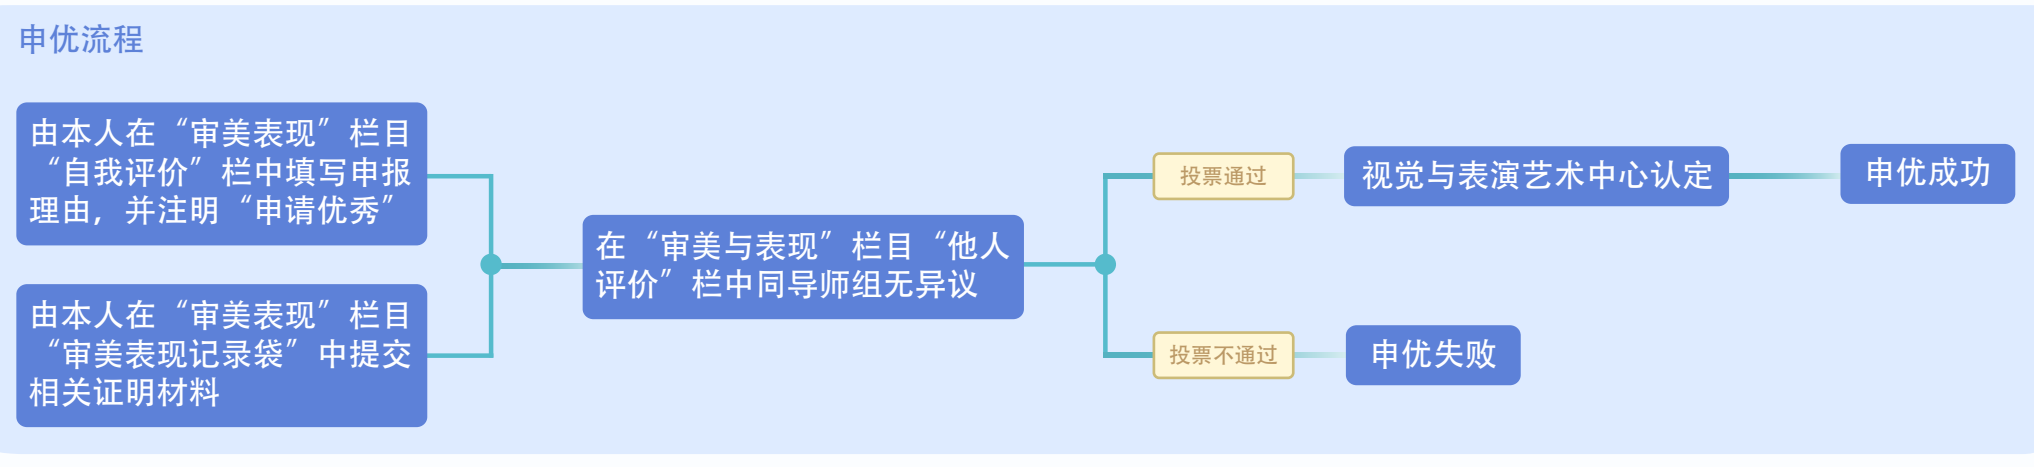 申优流程
由本人在“审美表现”栏目
“自我评价”栏中填写申报
理由，并注明“申请优秀”
由本人在“审美表现”栏目
“审美表现记录袋”中提交
相关证明材料
在“审美与表现”栏目“他人
评价”栏中同导师组无异议
投票通过
视觉与表演艺术中心认定
申优成功
投票不通过
申优失败